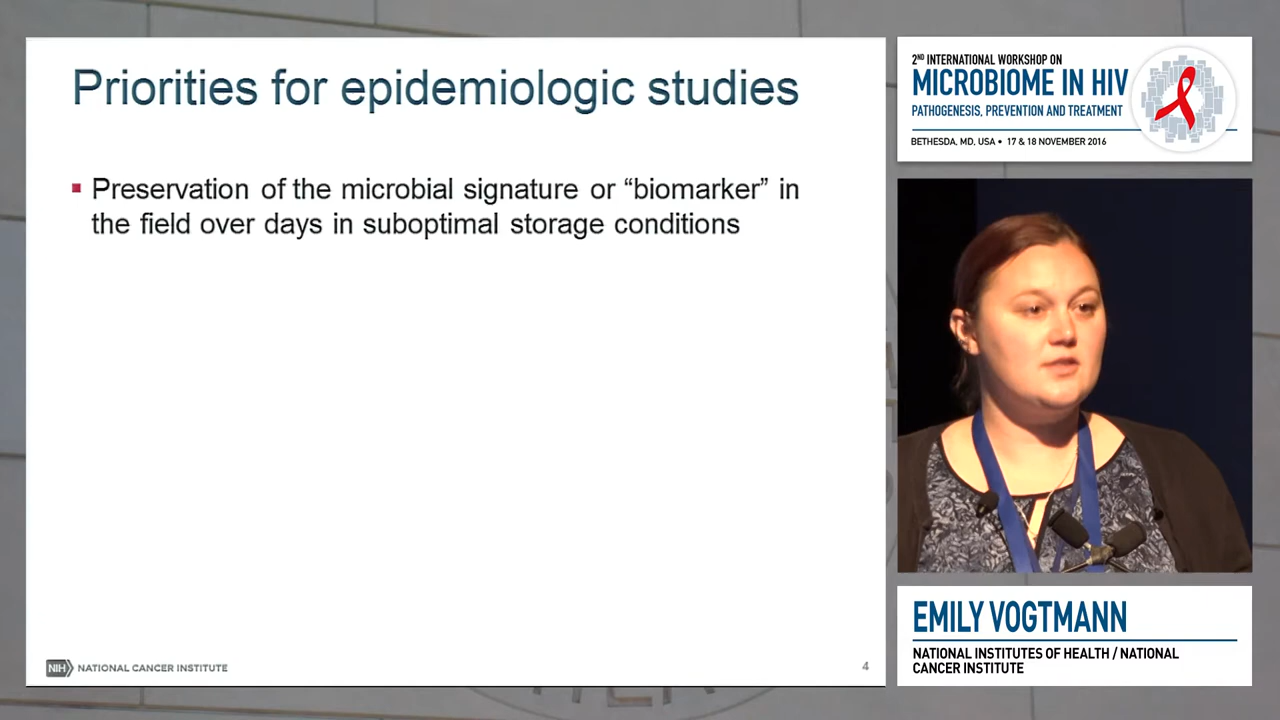 Priorities for epidemiologic studies
Preservation of the microbial signature or “biomarker” in
the field over days in suboptimal storage conditions
NIH NATIONAL CANCER INSTITUTE
4
2ND INTERNATIONAL WORKSHOP ON
MICROBIOME IN HIV
PATHOGENESIS, PREVENTION AND TREATMENT
BETHESDA, MD, USA • 17 & 18 NOVEMBER 2016
EMILY VOGTMANN
NATIONAL INSTITUTES OF HEALTH / NATIONAL
CANCER INSTITUTE